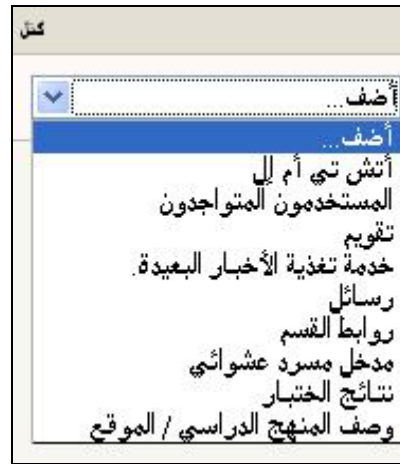 كتل
أضف...
أضف...
أتش تي أم إل
المستخدمون المتواجدون
تقويم
خدمة تغذية الأخبار البعيدة.
رسائل
روابط القسم
مدخل مسرد عشوائي
نتائج الختبار
وصف المنهج الدراسي / الموقع